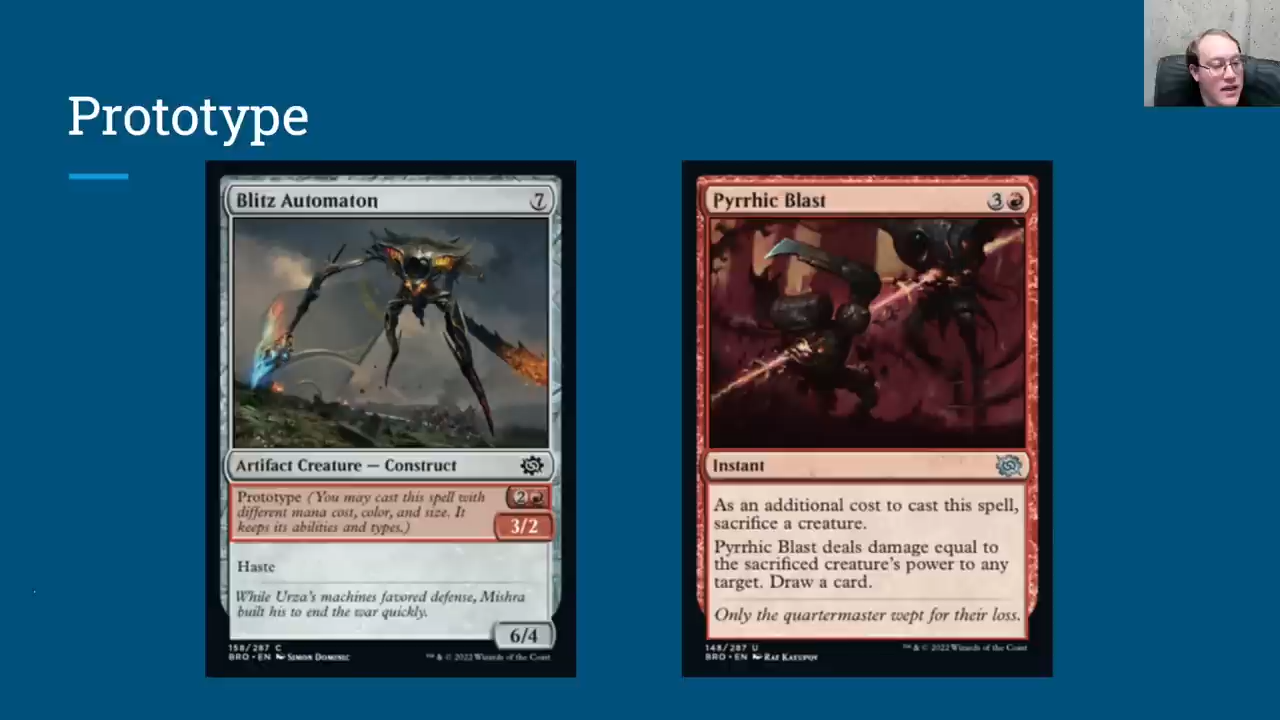 Prototype
Blitz Automaton 7
Artifact Creature — Construct
Prototype (You may cast this spell with 2
different mana cost, color, and size. It
keeps its abilities and types.) 3/2
Haste
While Urza's machines favored defense, Mishra
built his to end the war quickly.
6/4
158/287 C
BRO • EN Simon Dominic ™ & © 2022 Wizards of the Coast
Pyrrhic Blast 3
Instant
As an additional cost to cast this spell,
sacrifice a creature.
Pyrrhic Blast deals damage equal to
the sacrificed creature's power to any
target. Draw a card.
Only the quartermaster wept for their loss.
148/287 U ™ & © 2022 Wizards of the Coast
BRO • EN